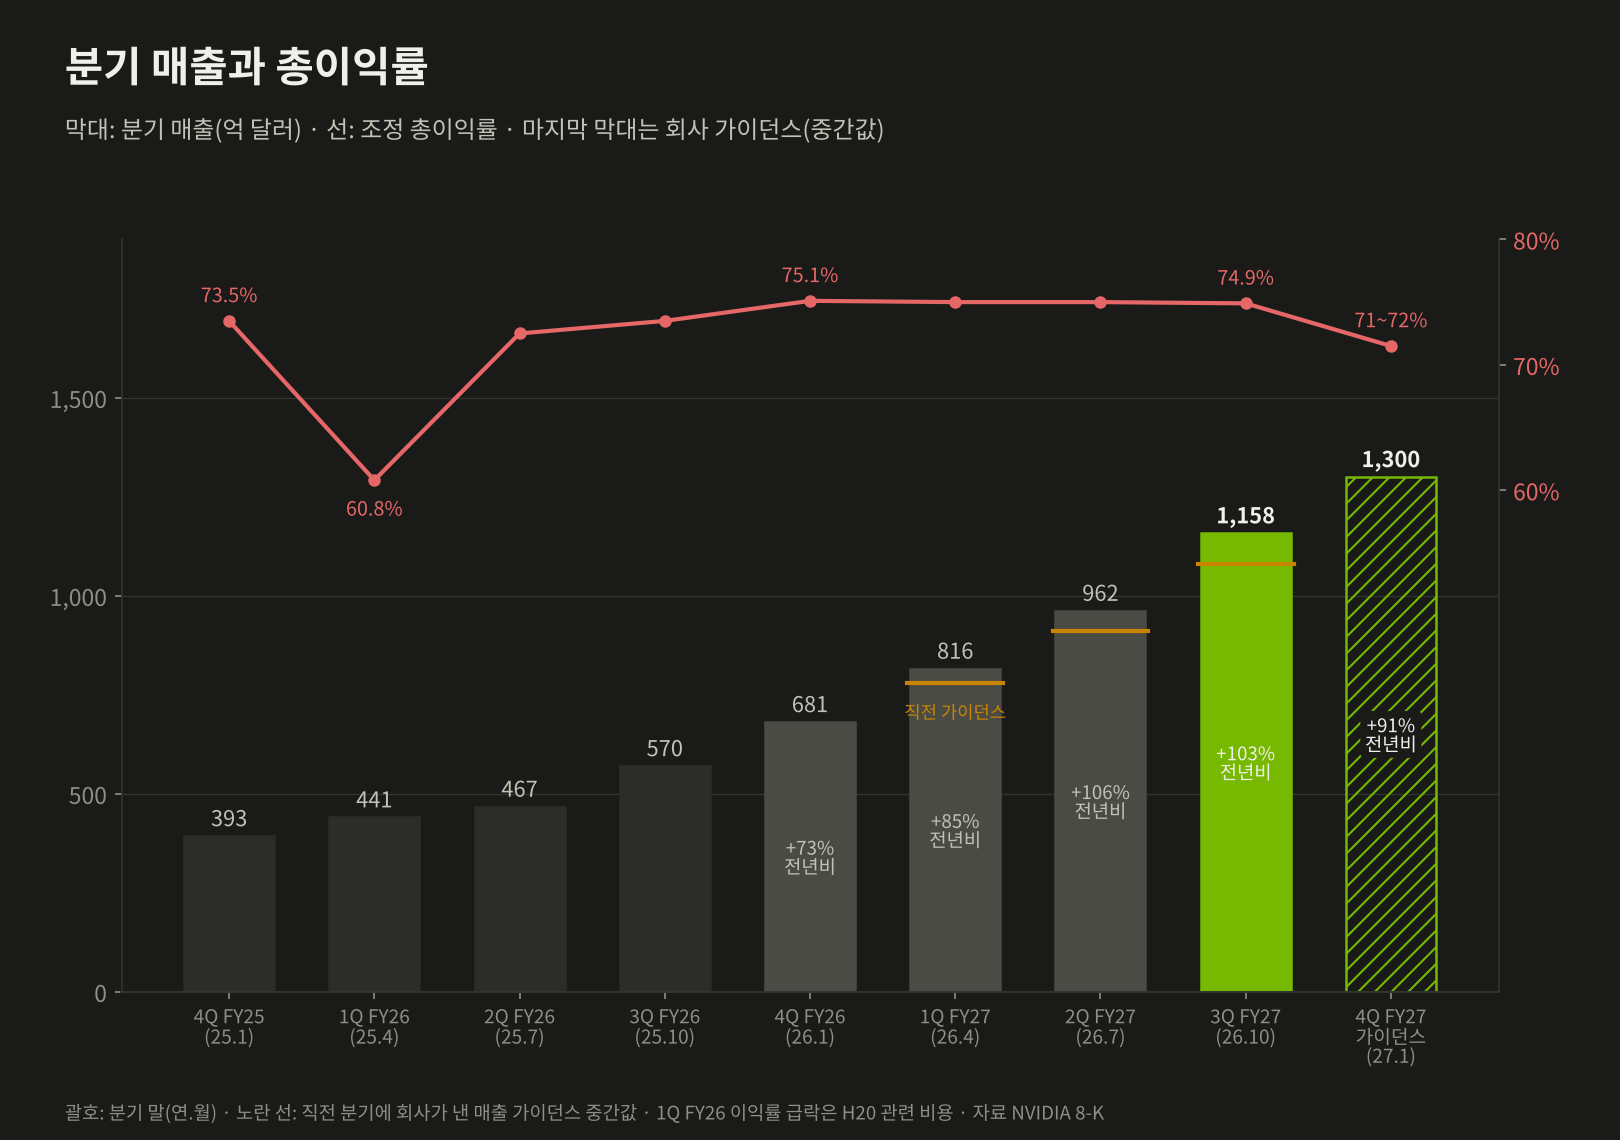 분기 매출과 총이익률
막대: 분기 매출(억 달러) · 선: 조정 총이익률 · 마지막 막대는 회사 가이던스(중간값)
80%
70%
60%
1,500
1,000
500
0
73.5%
60.8%
75.1%
74.9%
71~72%
393
441
467
570
681
816
962
1,158
1,300
직전 가이던스
+73%
전년비
+85%
전년비
+106%
전년비
+103%
전년비
+91%
전년비
4Q FY25
(25.1)
1Q FY26
(25.4)
2Q FY26
(25.7)
3Q FY26
(25.10)
4Q FY26
(26.1)
1Q FY27
(26.4)
2Q FY27
(26.7)
3Q FY27
(26.10)
4Q FY27
가이던스
(27.1)
괄호: 분기 말(연.월) · 노란 선: 직전 분기에 회사가 낸 매출 가이던스 중간값 · 1Q FY26 이익률 급락은 H20 관련 비용 · 자료 NVIDIA 8-K